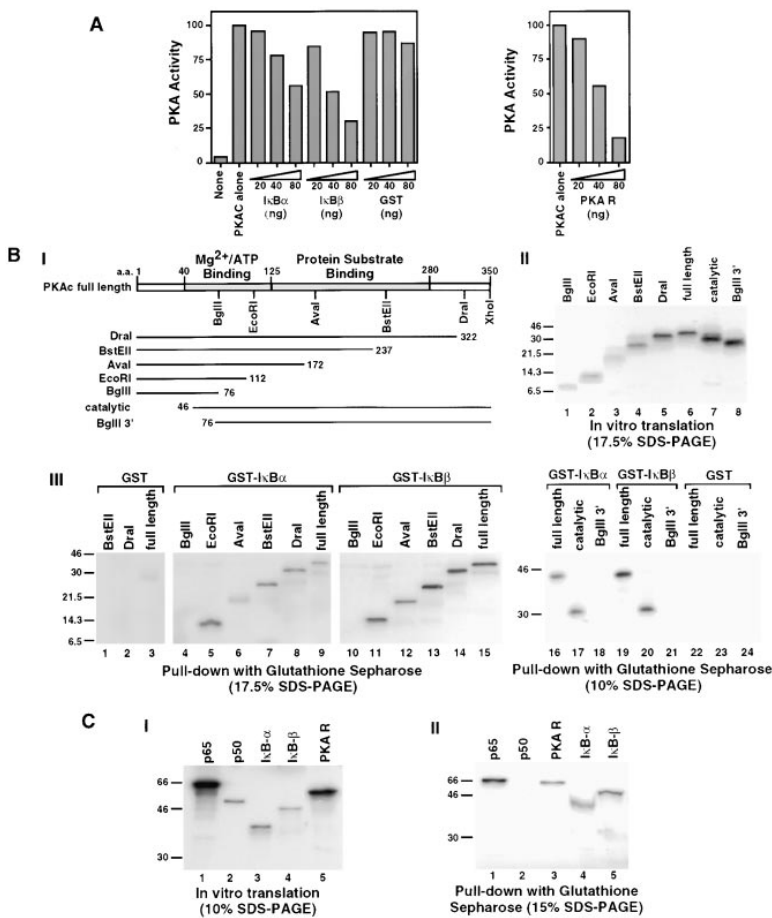 A
PKA Activity
100
75
50
25
0
None
PKAC alone
20 40 80
IκBα
(ng)
20 40 80
IκBβ
(ng)
20 40 80
GST
(ng)
PKA Activity
100
75
50
25
0
PKAC alone
20 40 80
PKA R
(ng)
B
I
a.a. 1 40 Mg2+/ATP Binding 125 Protein Substrate Binding 280 350
PKAc full length
BglII EcoRI AvaI BstEII DraI XhoI
DraI 322
BstEII 237
AvaI 172
EcoRI 112
BglII 76
catalytic 46
BglII 3' 76
II
BglII EcoRI AvaI BstEII DraI full length catalytic BglII 3'
46
30
21.5
14.3
6.5
1 2 3 4 5 6 7 8
In vitro translation
(17.5% SDS-PAGE)
III
GST GST-IκBα GST-IκBβ
BstEII DraI full length BglII EcoRI AvaI BstEII DraI full length BglII EcoRI AvaI BstEII DraI full length
46
30
21.5
14.3
6.5
1 2 3 4 5 6 7 8 9 10 11 12 13 14 15
Pull-down with Glutathione Sepharose
(17.5% SDS-PAGE)
GST-IκBα GST-IκBβ GST
full length catalytic BglII 3' full length catalytic BglII 3' full length catalytic BglII 3'
46
30
16 17 18 19 20 21 22 23 24
Pull-down with Glutathione Sepharose
(10% SDS-PAGE)
C
I
p65 p50 IκB-α IκB-β PKA R
66
46
30
1 2 3 4 5
In vitro translation
(10% SDS-PAGE)
II
p65 p50 PKA R IκB-α IκB-β
66
46
30
1 2 3 4 5
Pull-down with Glutathione
Sepharose (15% SDS-PAGE)